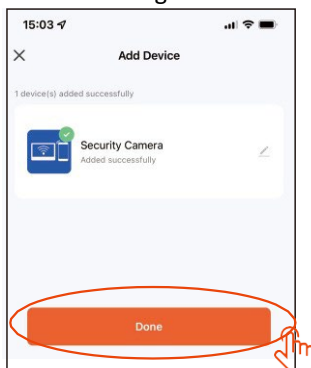 15:03
Add Device
1 device(s) added successfully
Security Camera
Added successfully
Done